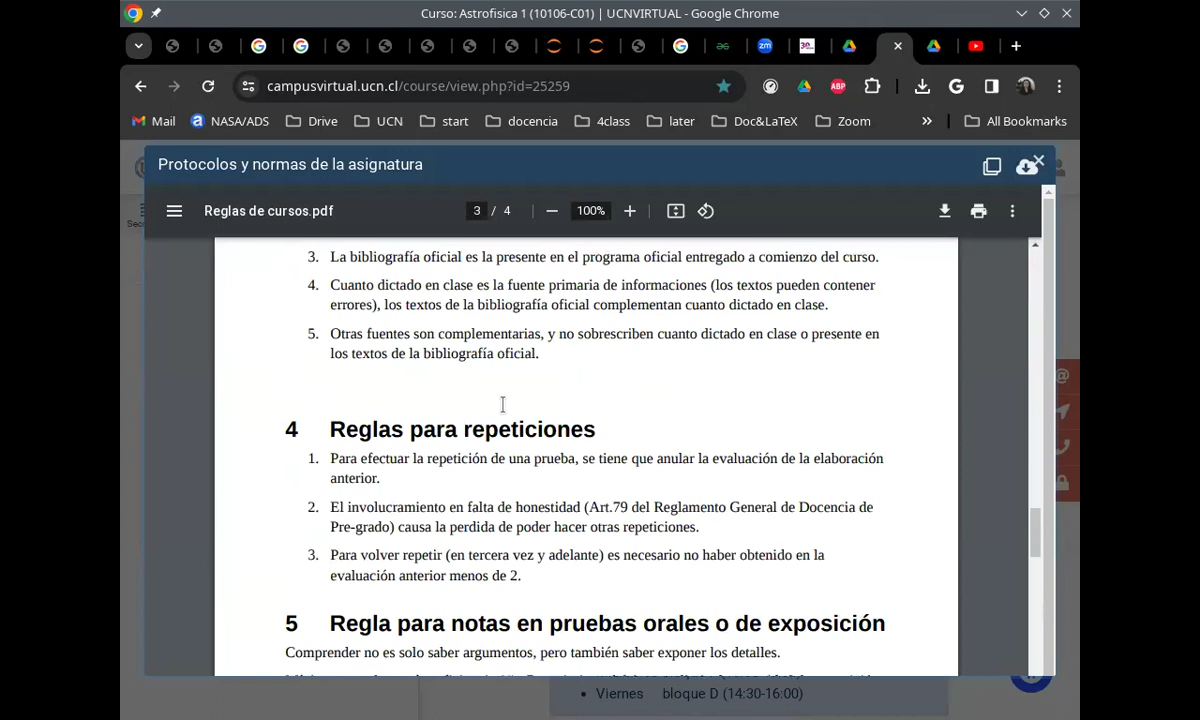 Curso: Astrofisica 1 (10106-C01) | UCNVIRTUAL - Google Chrome
campusvirtual.ucn.cl/course/view.php?id=25259
Mail NASA/ADS Drive UCN start docencia 4class later Doc&LaTeX Zoom » All Bookmarks
Protocolos y normas de la asignatura
Reglas de cursos.pdf 3 / 4 100%
3. La bibliografía oficial es la presente en el programa oficial entregado a comienzo del curso.
4. Cuanto dictado en clase es la fuente primaria de informaciones (los textos pueden contener
errores), los textos de la bibliografía oficial complementan cuanto dictado en clase.
5. Otras fuentes son complementarias, y no sobrescriben cuanto dictado en clase o presente en
los textos de la bibliografía oficial.
4 Reglas para repeticiones
1. Para efectuar la repetición de una prueba, se tiene que anular la evaluación de la elaboración
anterior.
2. El involucramiento en falta de honestidad (Art.79 del Reglamento General de Docencia de
Pre-grado) causa la perdida de poder hacer otras repeticiones.
3. Para volver repetir (en tercera vez y adelante) es necesario no haber obtenido en la
evaluación anterior menos de 2.
5 Regla para notas en pruebas orales o de exposición
Comprender no es solo saber argumentos, pero también saber exponer los detalles.
• Viernes bloque D (14:30-16:00)